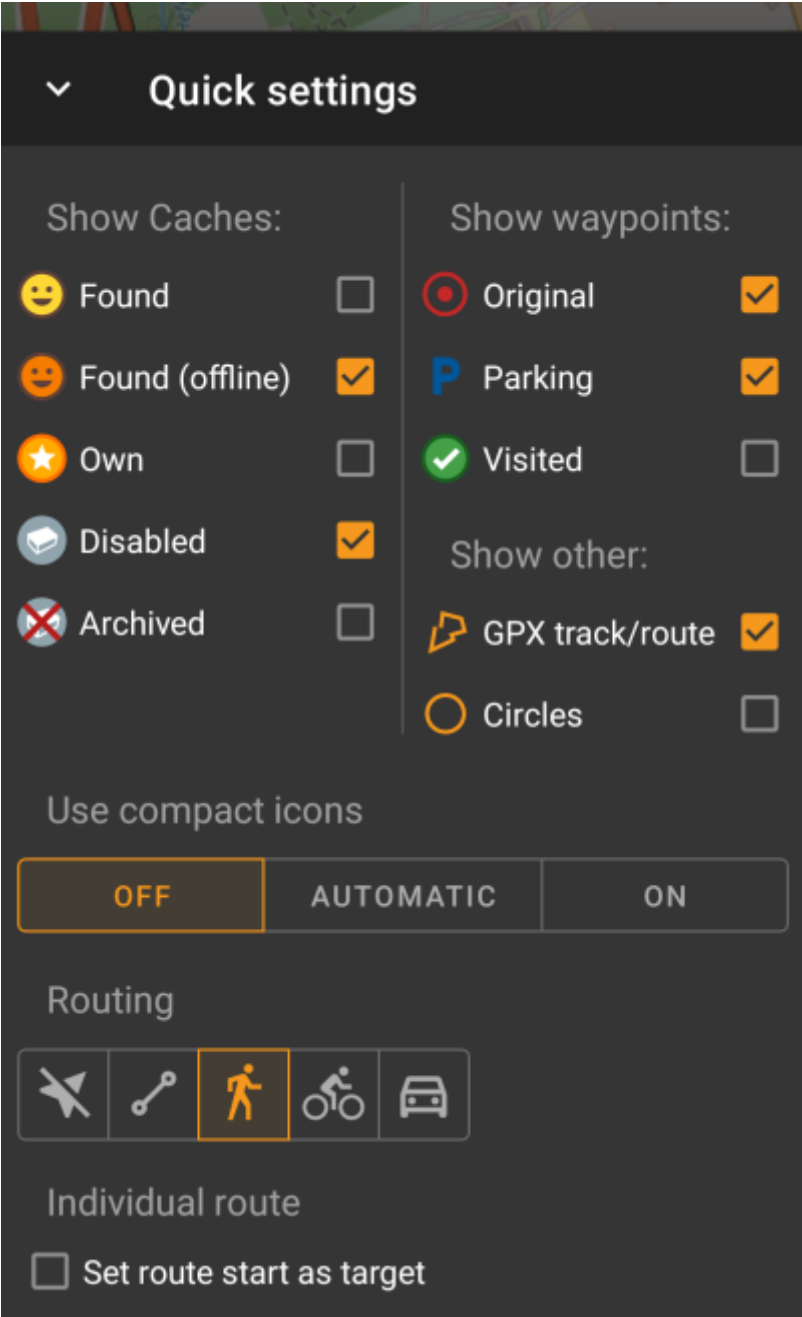 Quick settings
Show Caches:
Found
Found (offline)
Own
Disabled
Archived
Show waypoints:
Original
P Parking
Visited
Show other:
GPX track/route
Circles
Use compact icons
OFF AUTOMATIC ON
Routing
Individual route
Set route start as target